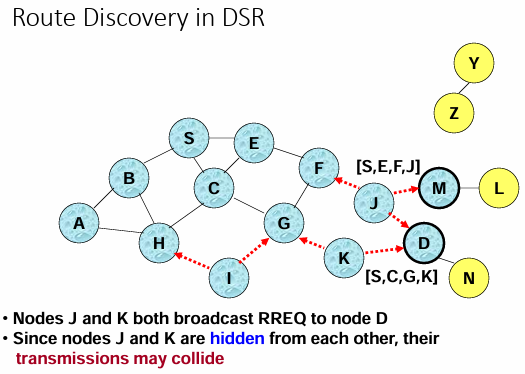 Route Discovery in DSR
Y
Z
S
E
F
[S,E,F,J]
B
C
J
M
L
A
H
G
D
I
K
[S,C,G,K]
N
• Nodes J and K both broadcast RREQ to node D
• Since nodes J and K are hidden from each other, their
transmissions may collide